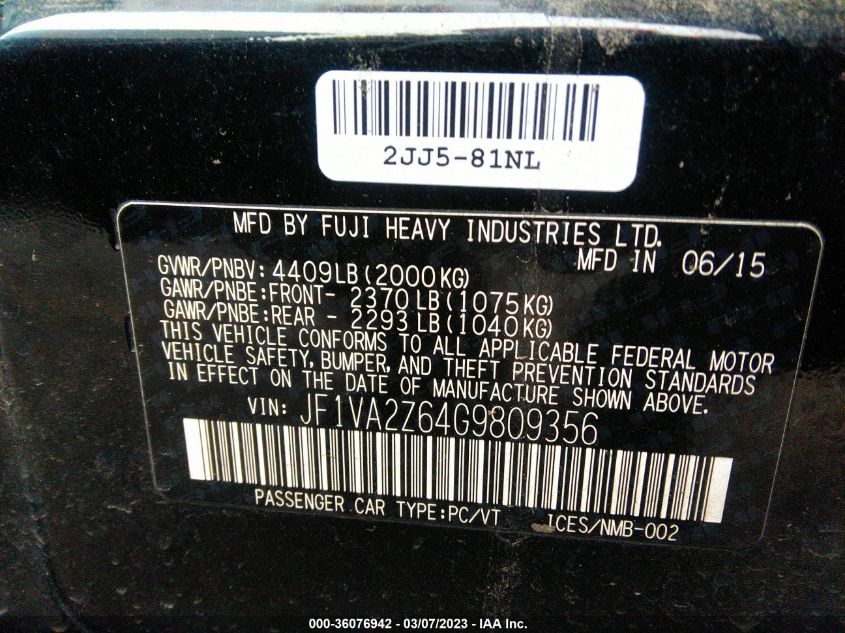 2JJ5-81NL
MFD BY FUJI HEAVY INDUSTRIES LTD.
MFD IN 06/15
GVWR/PNBV: 4409LB(2000KG)
GAWR/PNBE:FRONT- 2370LB(1075KG)
GAWR/PNBE:REAR - 2293LB(1040KG)
THIS VEHICLE CONFORMS TO ALL APPLICABLE FEDERAL MOTOR
VEHICLE SAFETY, BUMPER, AND THEFT PREVENTION STANDARDS
IN EFFECT ON THE DATE OF MANUFACTURE SHOWN ABOVE.
VIN: JF1VA2Z64G9809356
PASSENGER CAR TYPE:PC/VT ICES/NMB-002
000-36076942 - 03/07/2023 - IAA Inc.